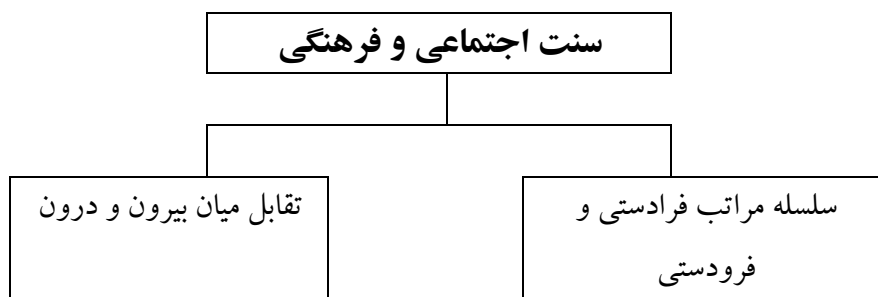 سنت اجتماعی و فرهنگی
سلسله مراتب فرادستی و
فرودستی
تقابل میان بیرون و درون